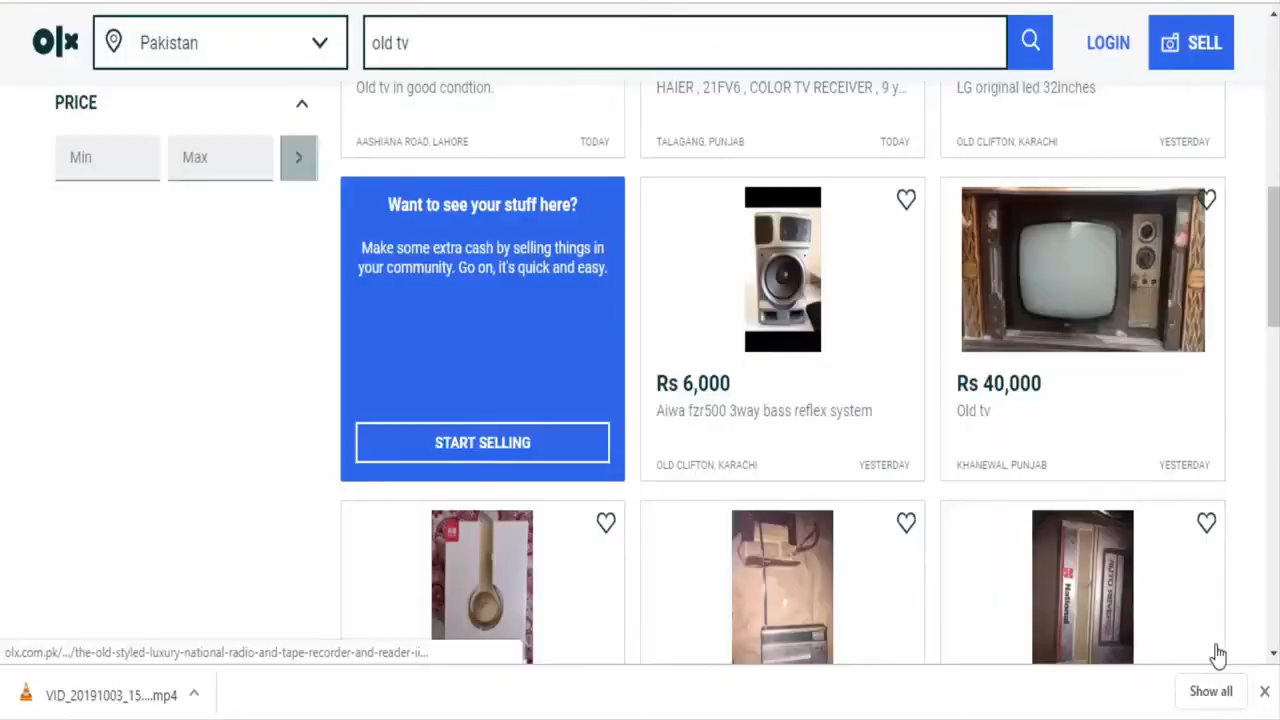 olx
Pakistan
old tv
LOGIN
SELL
PRICE
Min
Max
Old tv in good condtion.
AASHIANA ROAD, LAHORE
TODAY
HAIER , 21FV6 , COLOR TV RECEIVER , 9 y...
TALAGANG, PUNJAB
TODAY
LG original led 32inches
OLD CLIFTON, KARACHI
YESTERDAY
Want to see your stuff here?
Make some extra cash by selling things in
your community. Go on, it's quick and easy.
START SELLING
Rs 6,000
Aiwa fzr500 3way bass reflex system
OLD CLIFTON, KARACHI
YESTERDAY
Rs 40,000
Old tv
KHANEWAL, PUNJAB
YESTERDAY
National
AUTO REVERSE
olx.com.pk/.../the-old-styled-luxury-national-radio-and-tape-recorder-and-reader-ii...
VID_20191003_15....mp4
Show all